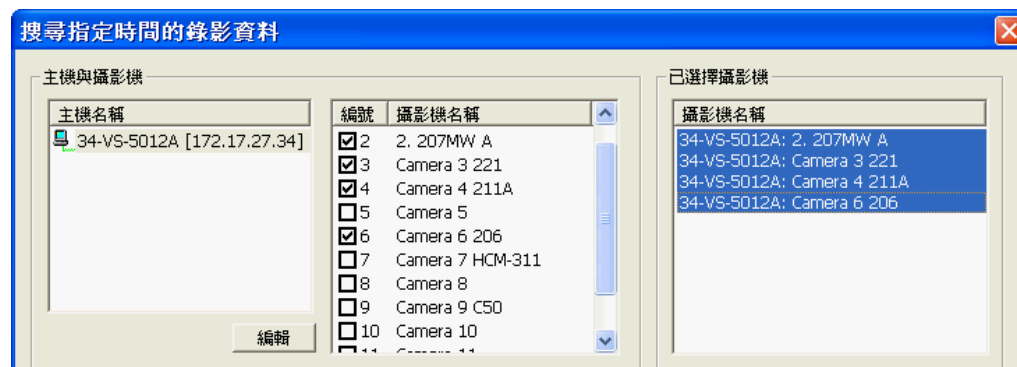 搜尋指定時間的錄影資料
主機與攝影機
主機名稱
34-VS-5012A [172.17.27.34]
編輯
編號 攝影機名稱
2 2. 207MW A
3 Camera 3 221
4 Camera 4 211A
5 Camera 5
6 Camera 6 206
7 Camera 7 HCM-311
8 Camera 8
9 Camera 9 C50
10 Camera 10
11 Camera 11
已選擇攝影機
攝影機名稱
34-VS-5012A: 2. 207MW A
34-VS-5012A: Camera 3 221
34-VS-5012A: Camera 4 211A
34-VS-5012A: Camera 6 206